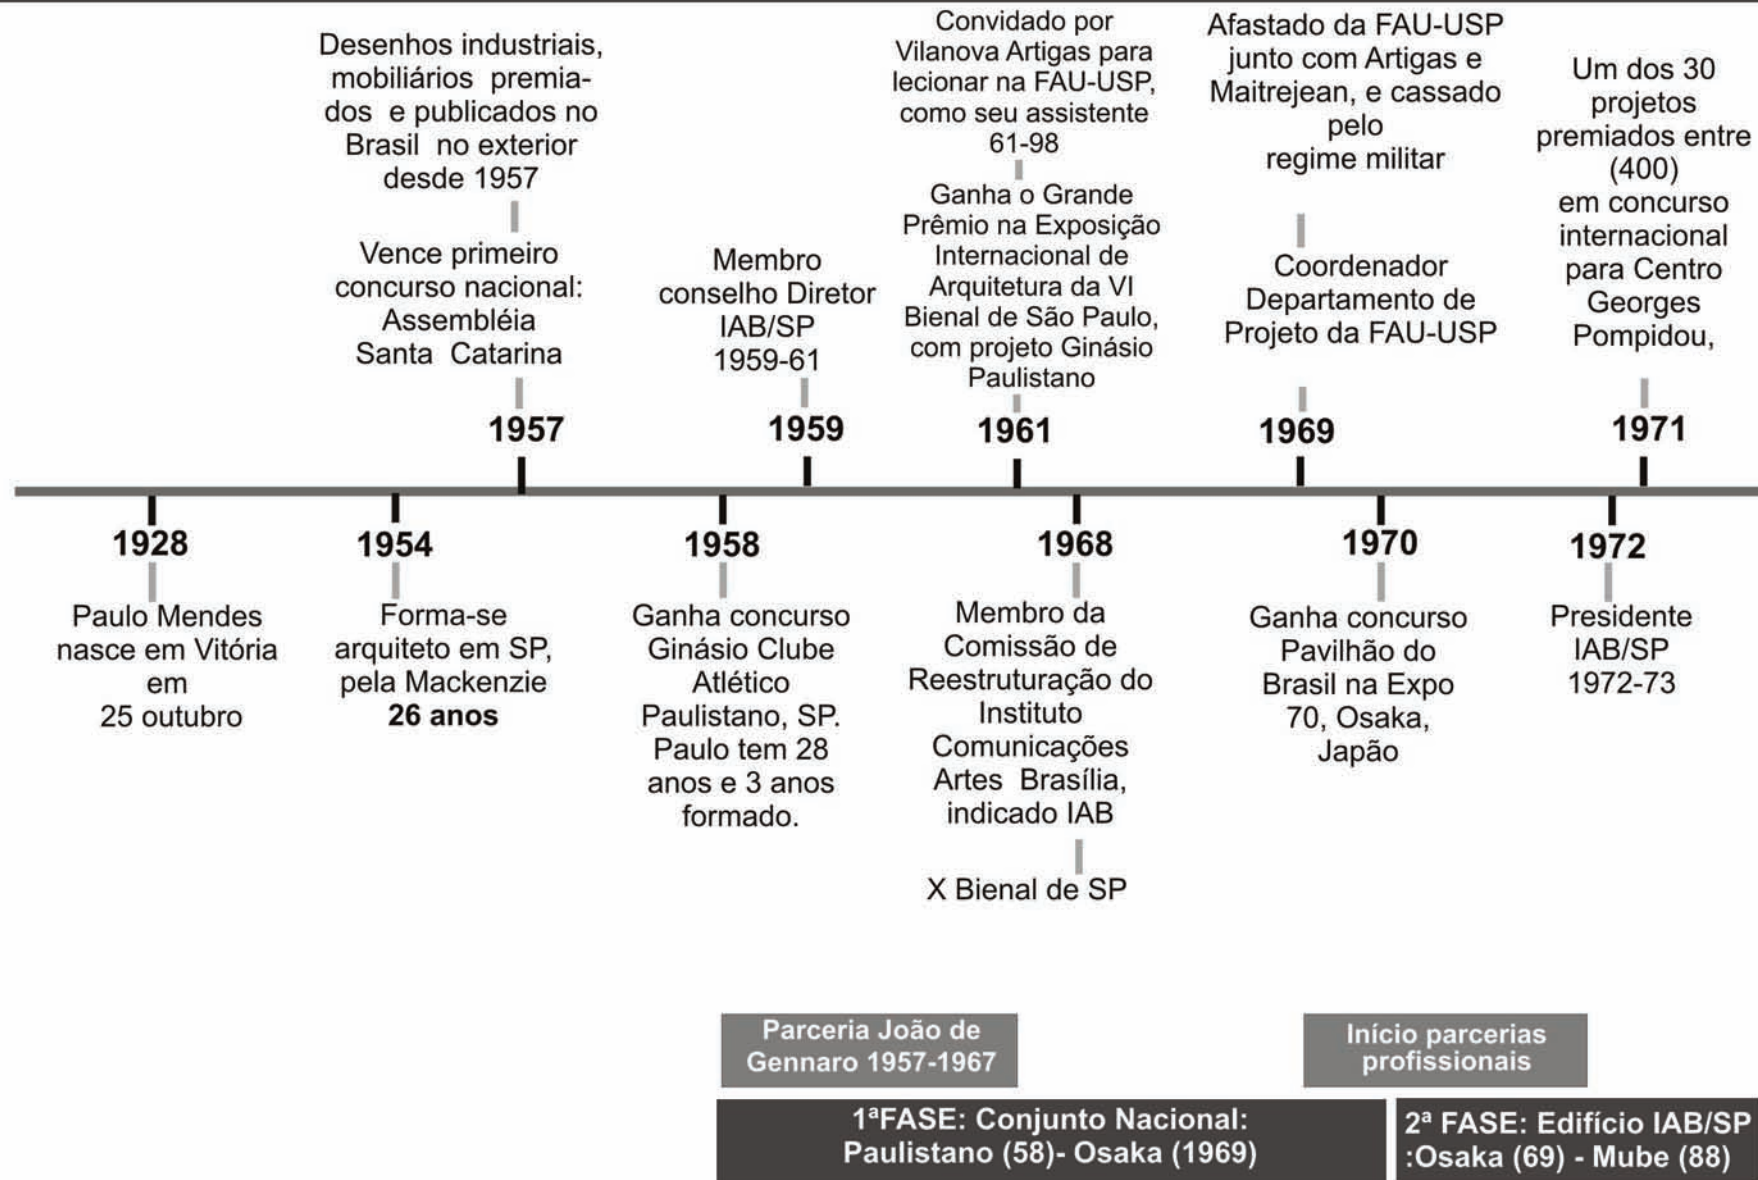 Desenhos industriais,
mobiliários premia-
dos e publicados no
Brasil no exterior
desde 1957
Vence primeiro
concurso nacional:
Assembléia
Santa Catarina
1957
Membro
conselho Diretor
IAB/SP
1959-61
1959
Convidado por
Vilanova Artigas para
lecionar na FAU-USP,
como seu assistente
61-98
Ganha o Grande
Prêmio na Exposição
Internacional de
Arquitetura da VI
Bienal de São Paulo,
com projeto Ginásio
Paulistano
1961
Afastado da FAU-USP
junto com Artigas e
Maitrejean, e cassado
pelo
regime militar
Coordenador
Departamento de
Projeto da FAU-USP
1969
Um dos 30
projetos
premiados entre
(400)
em concurso
internacional
para Centro
Georges
Pompidou,
1971
1928
Paulo Mendes
nasce em Vitória
em
25 outubro
1954
Forma-se
arquiteto em SP,
pela Mackenzie
26 anos
1958
Ganha concurso
Ginásio Clube
Atlético
Paulistano, SP.
Paulo tem 28
anos e 3 anos
formado.
1968
Membro da
Comissão de
Reestruturação do
Instituto
Comunicações
Artes Brasília,
indicado IAB
X Bienal de SP
1970
Ganha concurso
Pavilhão do
Brasil na Expo
70, Osaka,
Japão
1972
Presidente
IAB/SP
1972-73
Parceria João de
Gennaro 1957-1967
Início parcerias
profissionais
1ªFASE: Conjunto Nacional:
Paulistano (58)- Osaka (1969)
2ª FASE: Edifício IAB/SP
:Osaka (69) - Mube (88)